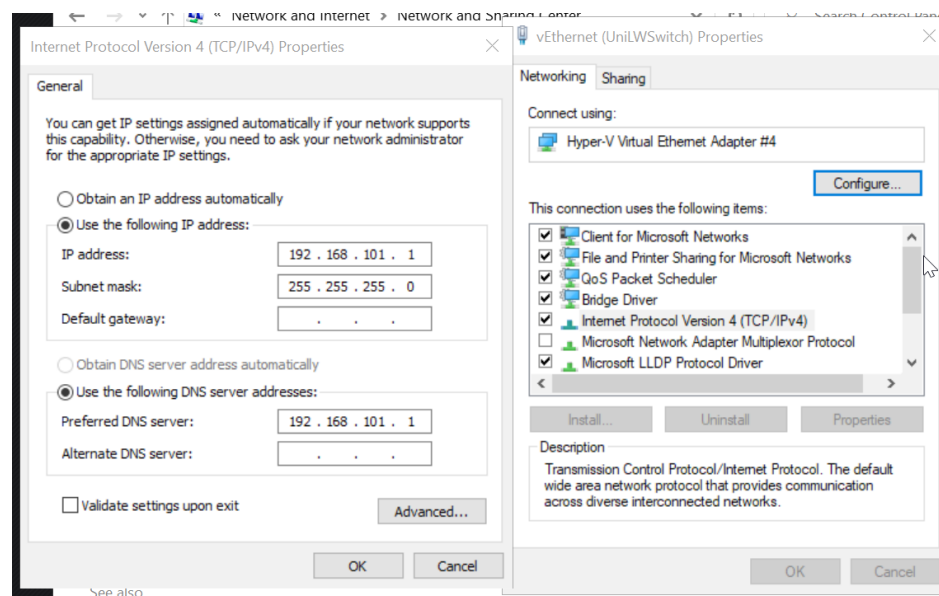 « Network and Internet > Network and Sharing Center
Search Control Pan
Internet Protocol Version 4 (TCP/IPv4) Properties
General
You can get IP settings assigned automatically if your network supports
this capability. Otherwise, you need to ask your network administrator
for the appropriate IP settings.
Obtain an IP address automatically
Use the following IP address:
IP address: 192 . 168 . 101 . 1
Subnet mask: 255 . 255 . 255 . 0
Default gateway: . . .
Obtain DNS server address automatically
Use the following DNS server addresses:
Preferred DNS server: 192 . 168 . 101 . 1
Alternate DNS server: . . .
Validate settings upon exit
Advanced...
OK Cancel
See also
vEthernet (UniLWSwitch) Properties
Networking Sharing
Connect using:
Hyper-V Virtual Ethernet Adapter #4
Configure...
This connection uses the following items:
Client for Microsoft Networks
File and Printer Sharing for Microsoft Networks
QoS Packet Scheduler
Bridge Driver
Internet Protocol Version 4 (TCP/IPv4)
Microsoft Network Adapter Multiplexor Protocol
Microsoft LLDP Protocol Driver
Install... Uninstall Properties
Description
Transmission Control Protocol/Internet Protocol. The default
wide area network protocol that provides communication
across diverse interconnected networks.
OK Cancel